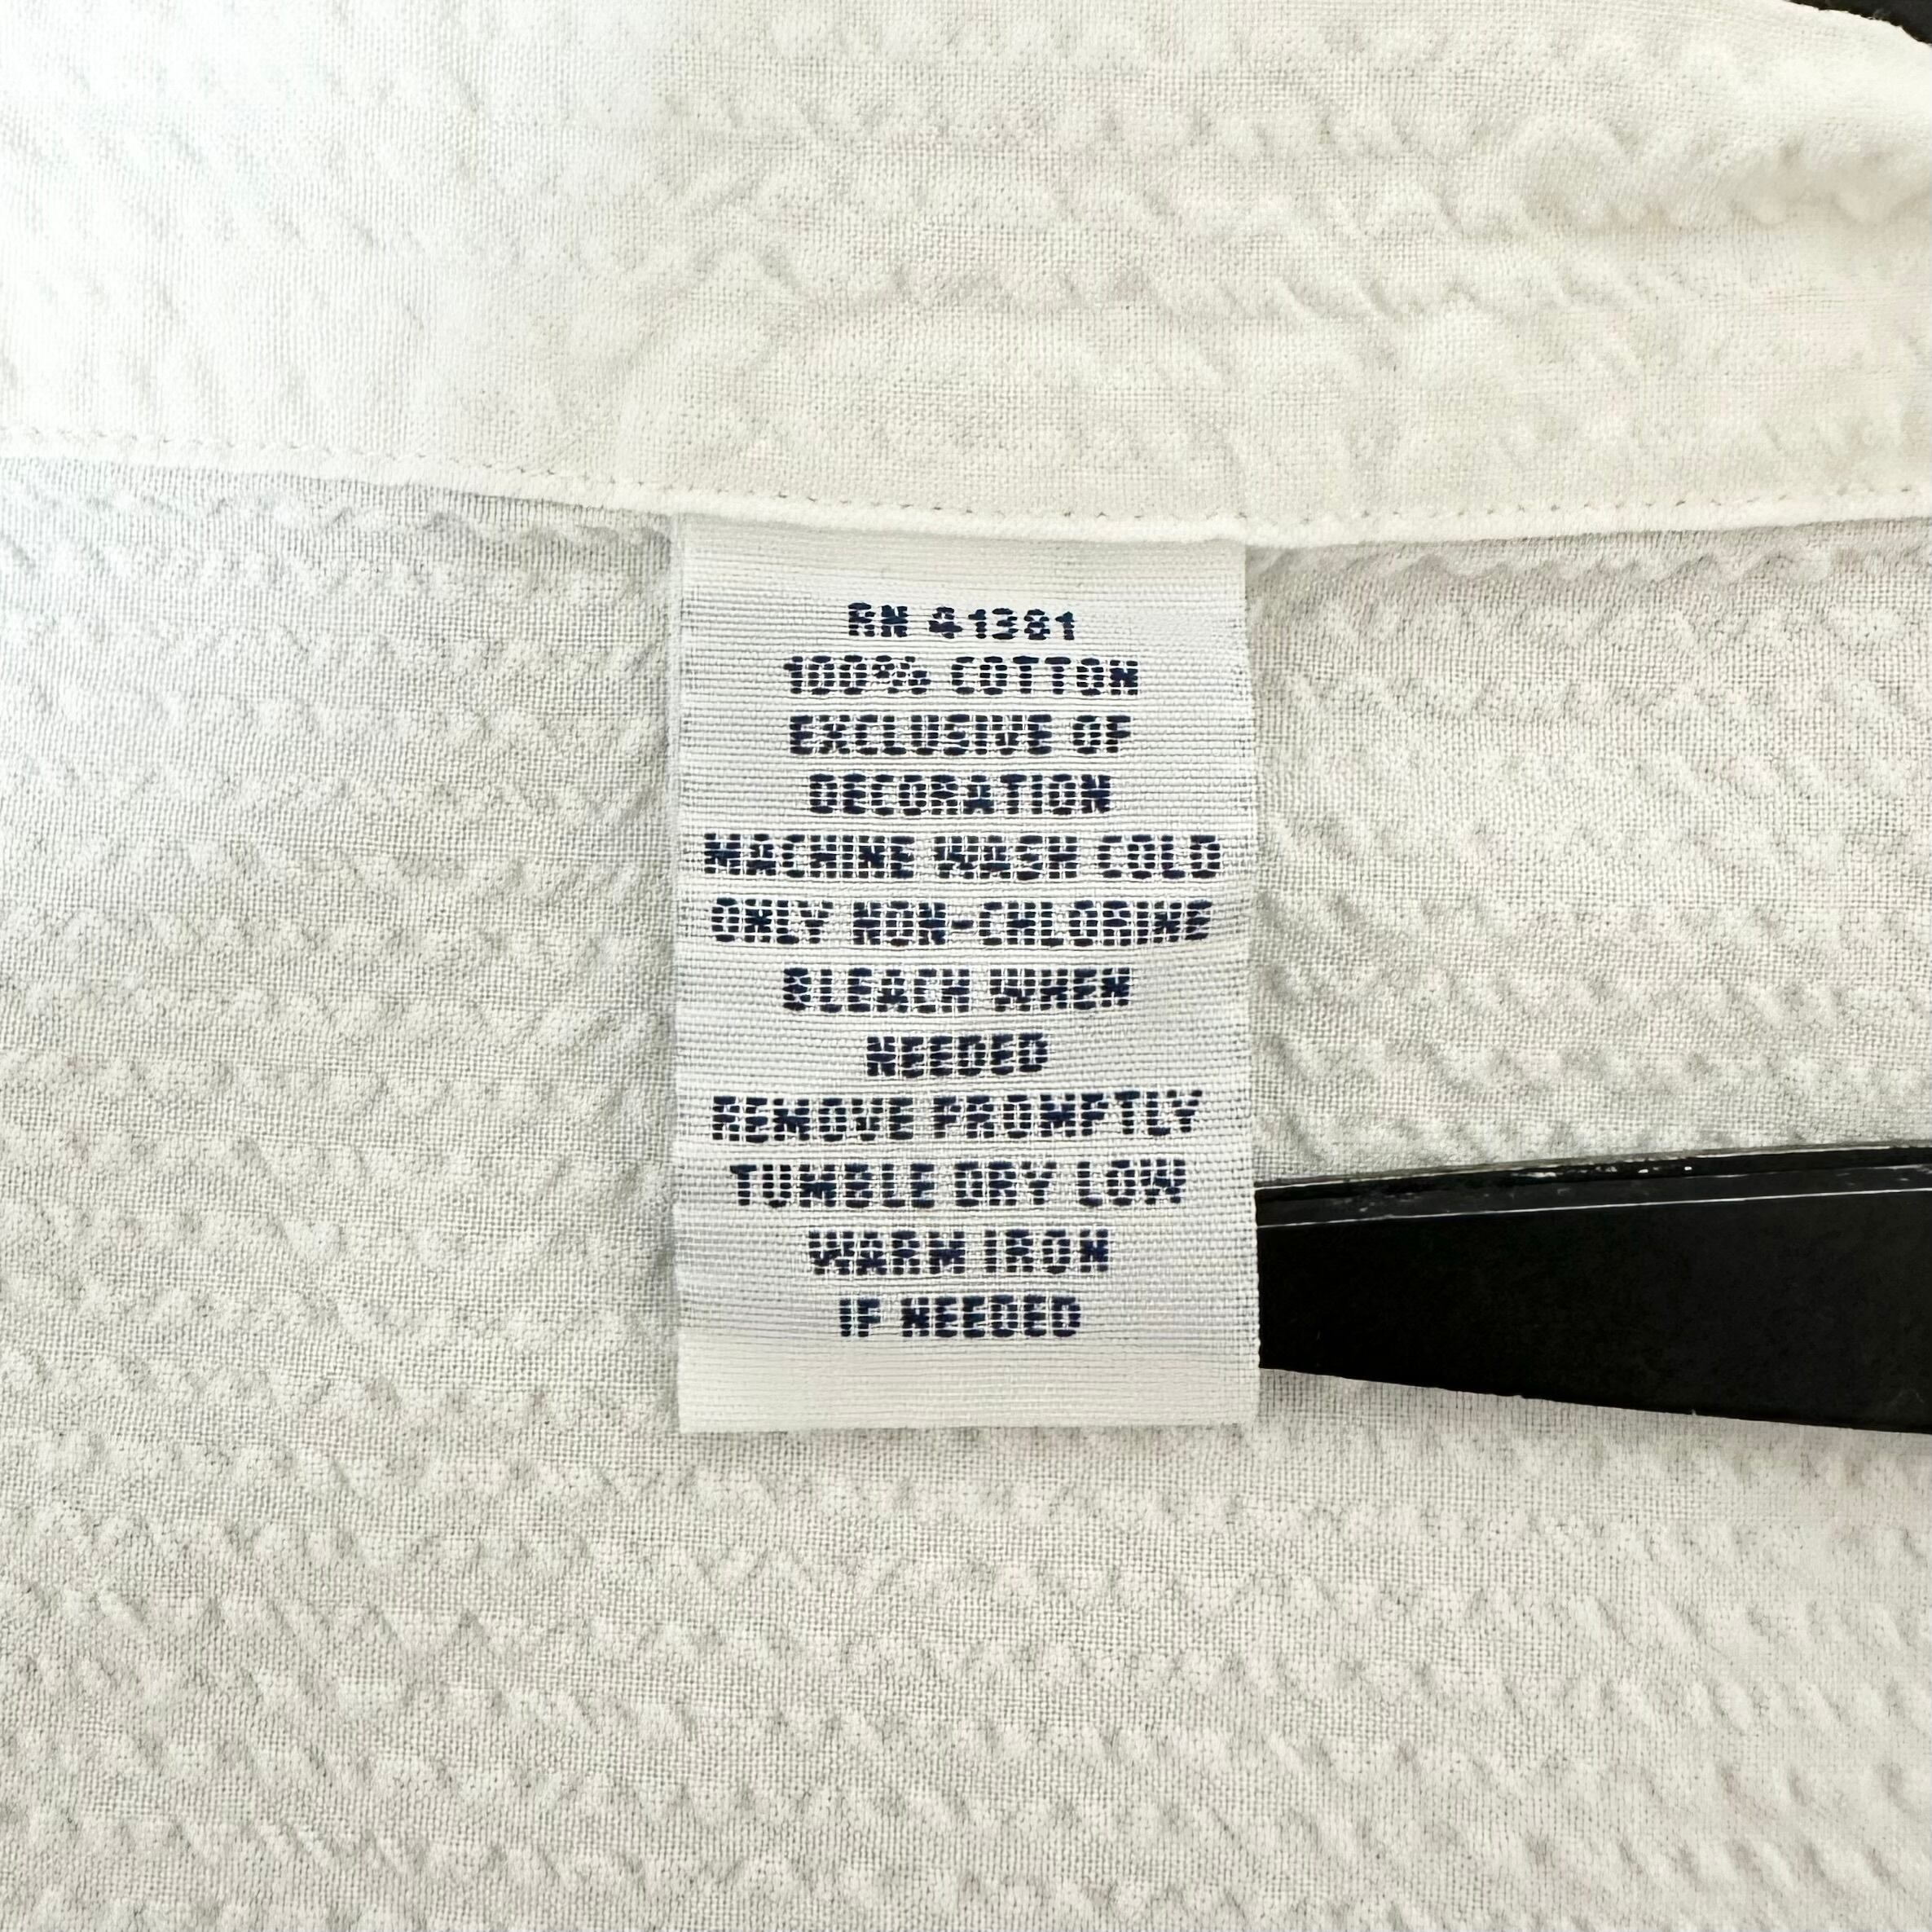 RN 41381
100% COTTON
EXCLUSIVE OF
DECORATION
MACHINE WASH COLD
ONLY NON-CHLORINE
BLEACH WHEN
NEEDED
REMOVE PROMPTLY
TUMBLE DRY LOW
WARM IRON
IF NEEDED